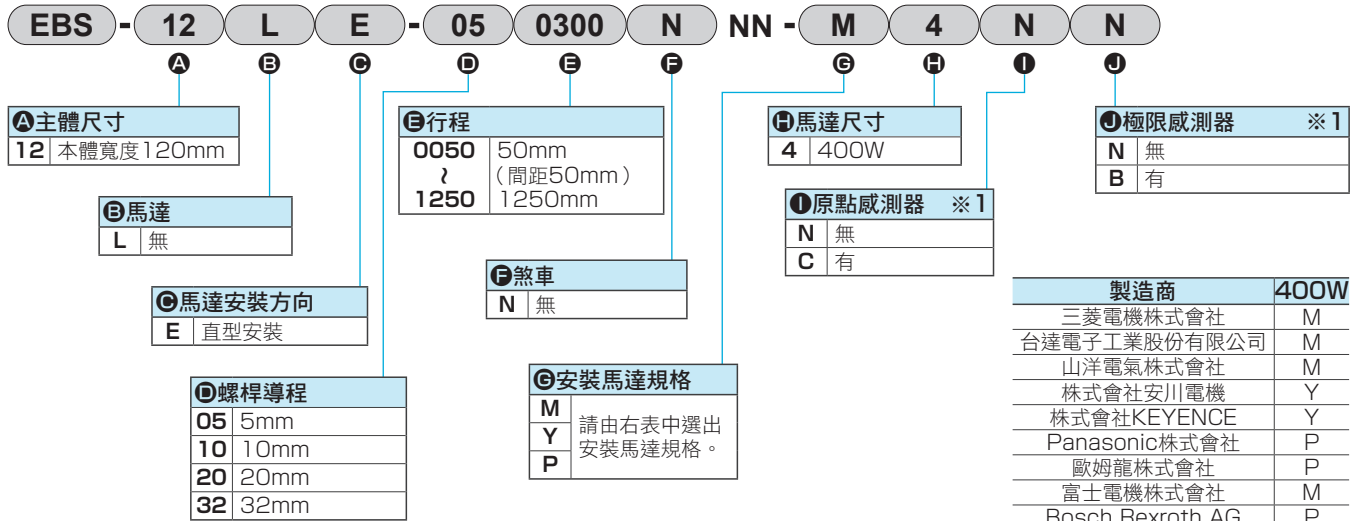 EBS - 12 L E - 05 0300 N NN - M 4 N N
A B C D E F G H I J
A主體尺寸
12 本體寬度120mm
B馬達
L 無
C馬達安裝方向
E 直型安裝
D螺桿導程
05 5mm
10 10mm
20 20mm
32 32mm
E行程
0050 50mm
~ （間距50mm）
1250 1250mm
F煞車
N 無
G安裝馬達規格
M
Y
P
請由右表中選出
安裝馬達規格。
H馬達尺寸
4 400W
I原點感測器 ※1
N 無
C 有
J極限感測器 ※1
N 無
B 有
製造商 400W
三菱電機株式會社 M
台達電子工業股份有限公司 M
山洋電氣株式會社 M
株式會社安川電機 Y
株式會社KEYENCE Y
Panasonic株式會社 P
歐姆龍株式會社 P
富士電機株式會社 M
Bosch Rexroth AG P